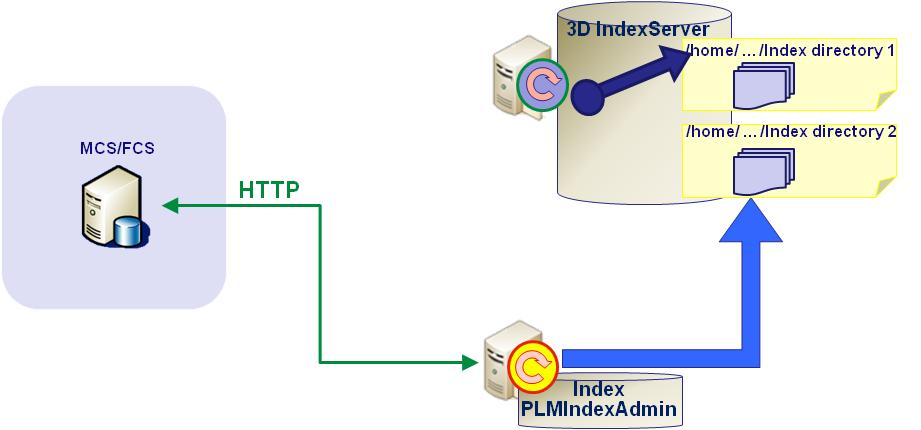 3D IndexServer
/home/ ... /Index directory 1
/home/ ... /Index directory 2
MCS/FCS
HTTP
Index
PLMIndexAdmin